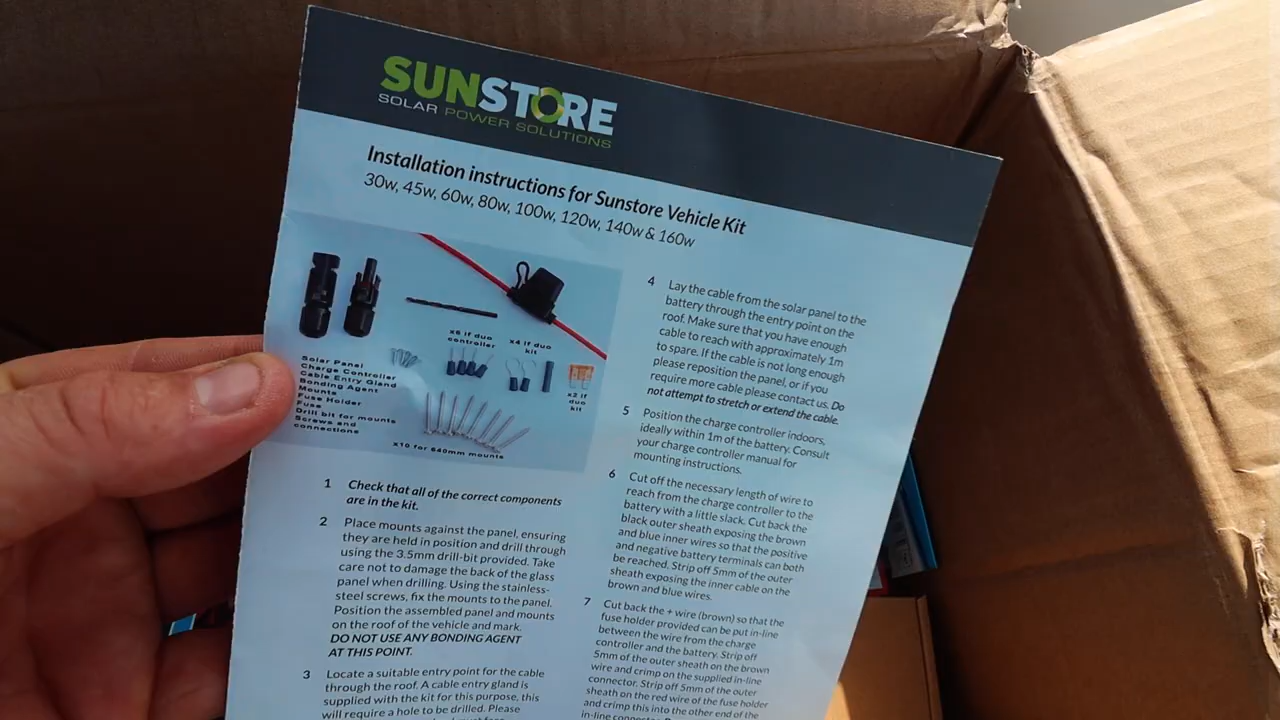 SUNSTORE
SOLAR POWER SOLUTIONS
Installation instructions for Sunstore Vehicle Kit
30w, 45w, 60w, 80w, 100w, 120w, 140w & 160w
x6 if duo
controller
x4 if duo
kit
x2 if
duo
kit
Solar Panel
Charge Controller
Cable Entry Gland
Bonding Agent
Mounts
Fuse Holder
Fuse
Drill bit for mounts
Screws and
connections
x10 for 640mm mounts
1 Check that all of the correct components
are in the kit.
2 Place mounts against the panel, ensuring
they are held in position and drill through
using the 3.5mm drill-bit provided. Take
care not to damage the back of the glass
panel when drilling. Using the stainless-
steel screws, fix the mounts to the panel.
Position the assembled panel and mounts
on the roof of the vehicle and mark.
DO NOT USE ANY BONDING AGENT
AT THIS POINT.
3 Locate a suitable entry point for the cable
through the roof. A cable entry gland is
supplied with the kit for this purpose, this
will require a hole to be drilled. Please
4 Lay the cable from the solar panel to the
battery through the entry point on the
roof. Make sure that you have enough
cable to reach with approximately 1m
to spare. If the cable is not long enough
please reposition the panel, or if you
require more cable please contact us. Do
not attempt to stretch or extend the cable.
5 Position the charge controller indoors,
ideally within 1m of the battery. Consult
your charge controller manual for
mounting instructions.
6 Cut off the necessary length of wire to
reach from the charge controller to the
battery with a little slack. Cut back the
black outer sheath exposing the brown
and blue inner wires so that the positive
and negative battery terminals can both
be reached. Strip off 5mm of the outer
sheath exposing the inner cable on the
brown and blue wires.
7 Cut back the + wire (brown) so that the
fuse holder provided can be put in-line
between the wire from the charge
controller and the battery. Strip off
5mm of the outer sheath on the brown
wire and crimp on the supplied in-line
connector. Strip off 5mm of the outer
sheath on the red wire of the fuse holder
and crimp this into the other end of the
in-line connector.